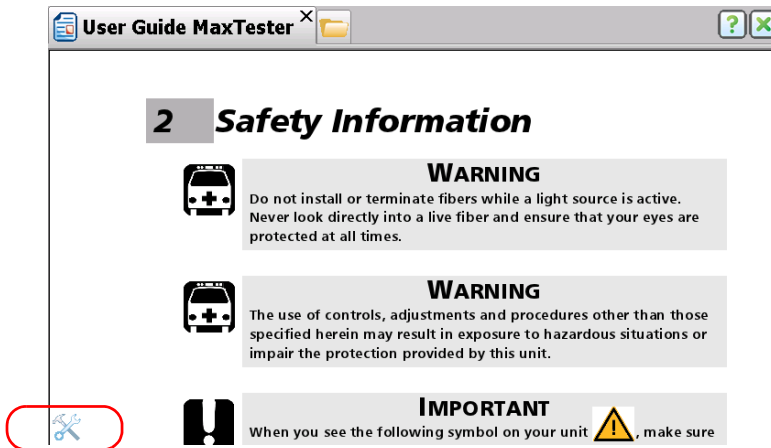 User Guide MaxTester
2 Safety Information
WARNING
Do not install or terminate fibers while a light source is active.
Never look directly into a live fiber and ensure that your eyes are
protected at all times.
WARNING
The use of controls, adjustments and procedures other than those
specified herein may result in exposure to hazardous situations or
impair the protection provided by this unit.
IMPORTANT
When you see the following symbol on your unit , make sure